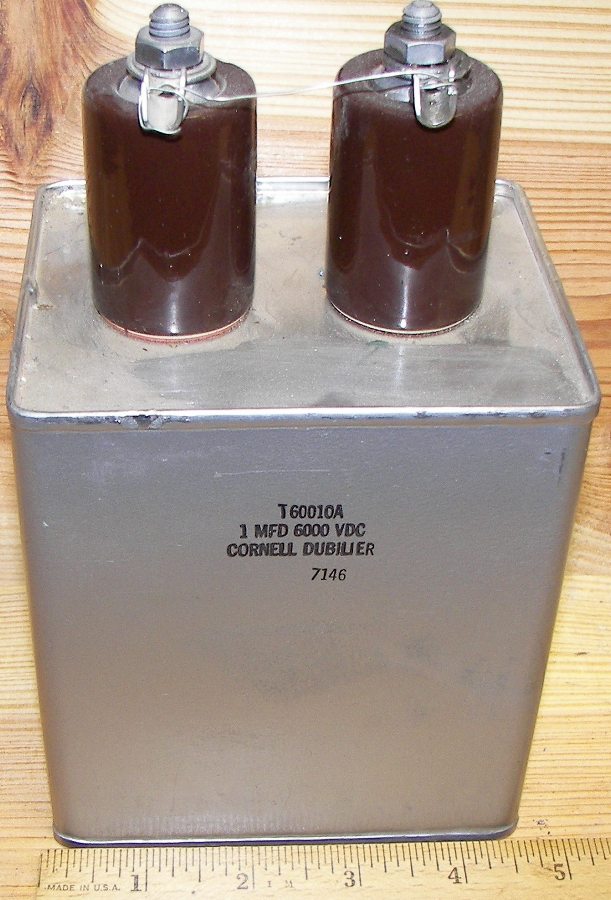 T60010A
1 MFD 6000 VDC
CORNELL DUBILIER
7146
MADE IN U.S.A. 1 2 3 4 5